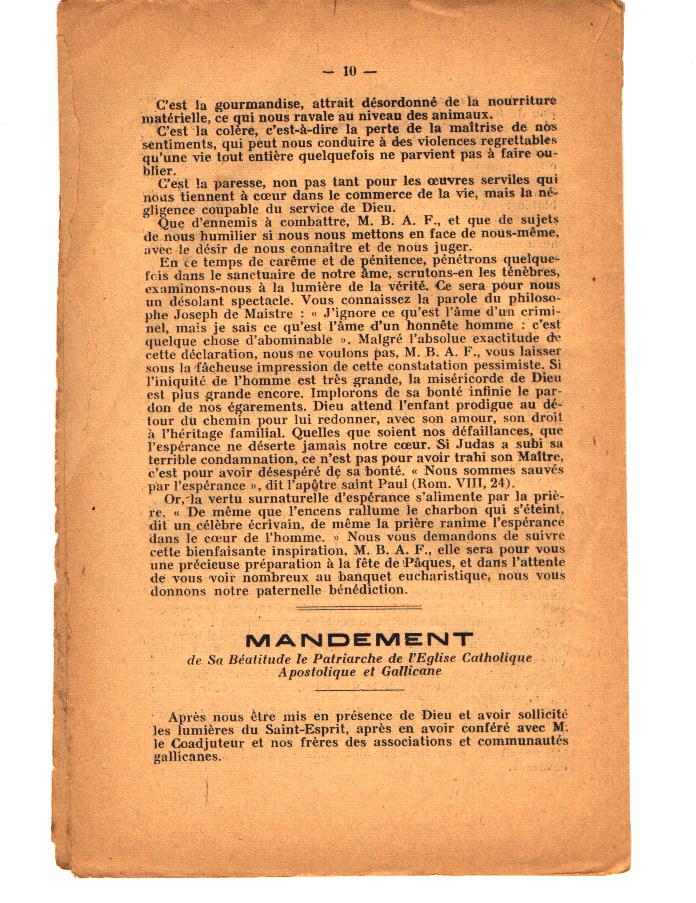 — 10 —
C'est la gourmandise, attrait désordonné de la nourriture
matérielle, ce qui nous ravale au niveau des animaux.
C'est la colère, c'est-à-dire la perte de la maîtrise de nos
sentiments, qui peut nous conduire à des violences regrettables
qu'une vie tout entière quelquefois ne parvient pas à faire ou-
blier.
C'est la paresse, non pas tant pour les œuvres serviles qui
nous tiennent à cœur dans le commerce de la vie, mais la né-
gligence coupable du service de Dieu.
Que d'ennemis à combattre, M. B. A. F., et que de sujets
de nous humilier si nous nous mettons en face de nous-même,
avec le désir de nous connaître et de nous juger.
En ce temps de carême et de pénitence, pénétrons quelque-
fois dans le sanctuaire de notre âme, scrutons-en les ténèbres,
examinons-nous à la lumière de la vérité. Ce sera pour nous
un désolant spectacle. Vous connaissez la parole du philoso-
phe Joseph de Maistre : « J'ignore ce qu'est l'âme d'un crimi-
nel, mais je sais ce qu'est l'âme d'un honnête homme : c'est
quelque chose d'abominable ». Malgré l'absolue exactitude de
cette déclaration, nous ne voulons pas, M. B. A. F., vous laisser
sous la fâcheuse impression de cette constatation pessimiste. Si
l'iniquité de l'homme est très grande, la miséricorde de Dieu
est plus grande encore. Implorons de sa bonté infinie le par-
don de nos égarements. Dieu attend l'enfant prodigue au dé-
tour du chemin pour lui redonner, avec son amour, son droit
à l'héritage familial. Quelles que soient nos défaillances, que
l'espérance ne déserte jamais notre cœur. Si Judas a subi sa
terrible condamnation, ce n'est pas pour avoir trahi son Maître,
c'est pour avoir désespéré de sa bonté. « Nous sommes sauvés
par l'espérance », dit l'apôtre saint Paul (Rom. VIII, 24).
Or, la vertu surnaturelle d'espérance s'alimente par la priè-
re. « De même que l'encens rallume le charbon qui s'éteint,
dit un célèbre écrivain, de même la prière ranime l'espérance
dans le cœur de l'homme. » Nous vous demandons de suivre
cette bienfaisante inspiration, M. B. A. F., elle sera pour vous
une précieuse préparation à la fête de Pâques, et dans l'attente
de vous voir nombreux au banquet eucharistique, nous vous
donnons notre paternelle bénédiction.
MANDEMENT
de Sa Béatitude le Patriarche de l'Eglise Catholique
Apostolique et Gallicane
Après nous être mis en présence de Dieu et avoir sollicité
les lumières du Saint-Esprit, après en avoir conféré avec M.
le Coadjuteur et nos frères des associations et communautés
gallicanes.